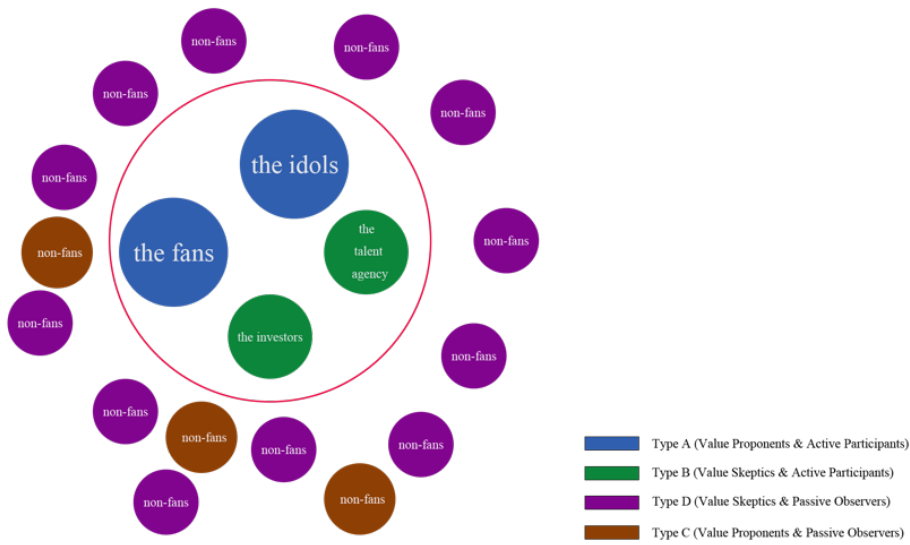 non-fans
non-fans
non-fans
non-fans
the idols
non-fans
the
talent
agency
non-fans
the fans
non-fans
non-fans
the investors
non-fans
non-fans
non-fans
non-fans
non-fans
non-fans
non-fans
non-fans
Type A (Value Proponents & Active Participants)
Type B (Value Skeptics & Active Participants)
Type D (Value Skeptics & Passive Observers)
Type C (Value Proponents & Passive Observers)